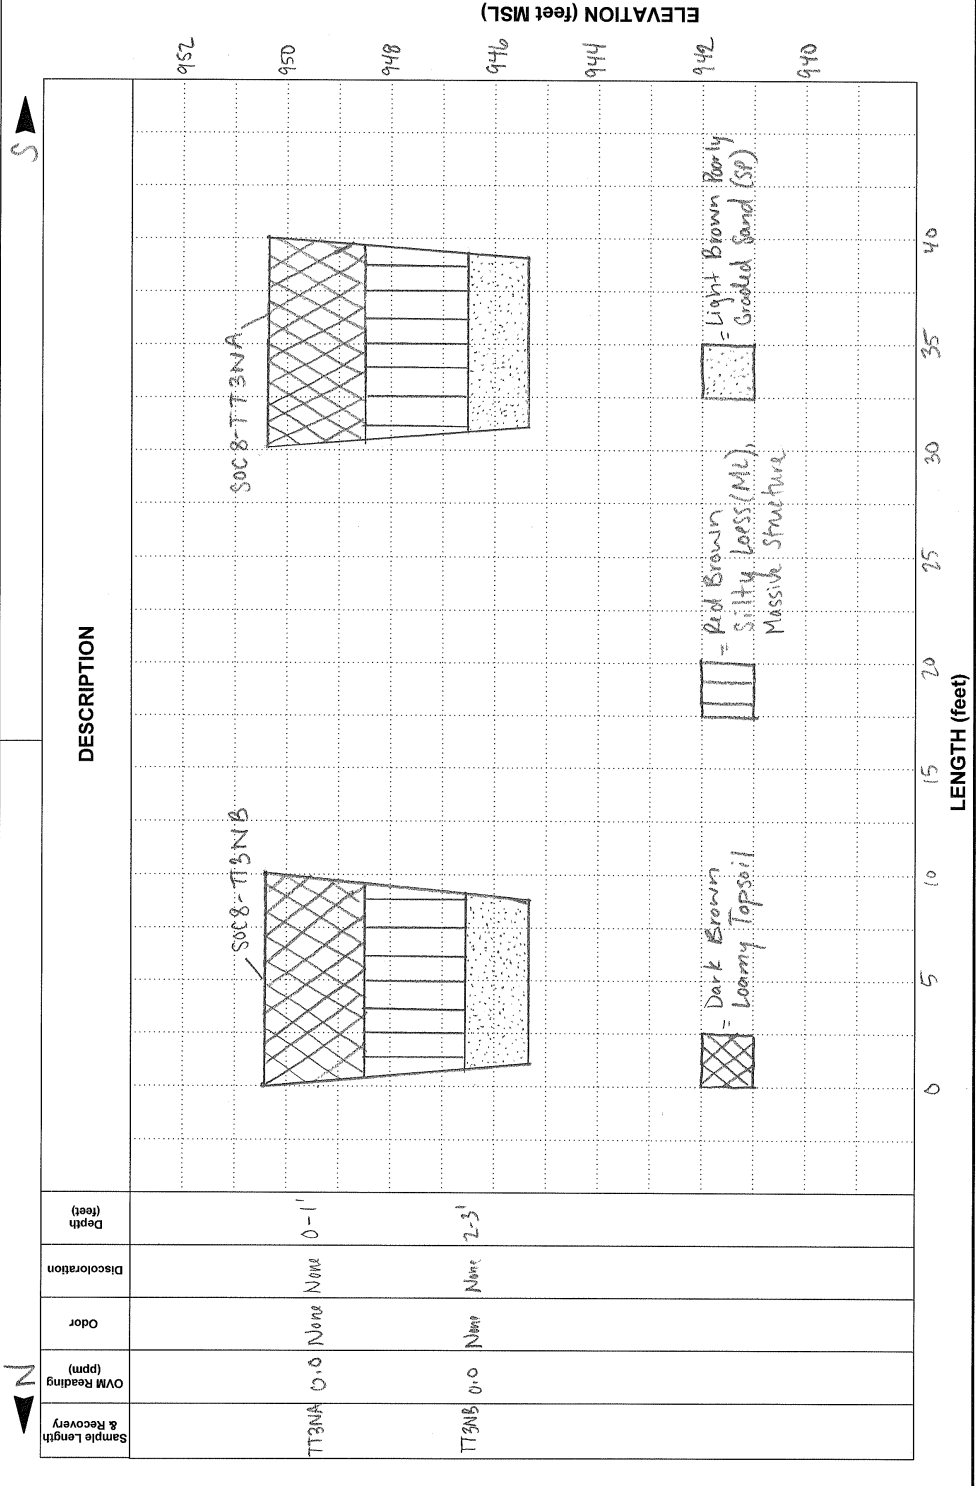 N
S
Sample Length
& Recovery
OVM Reading
(ppm)
Odor
Discoloration
Depth
(feet)
DESCRIPTION
ELEVATION (feet MSL)
952
950
948
946
944
942
940
TT3NA 0.0 None None 0-1'
TT3NB 0.0 None None 2-3'
SOC8-TT3NB
SOC8-TT3NA
= Dark Brown
Loamy Topsoil
= Red Brown
Silty Loess (ML),
Massive Structure
= Light Brown Poorly
Graded Sand (SP)
0 5 10 15 20 25 30 35 40
LENGTH (feet)